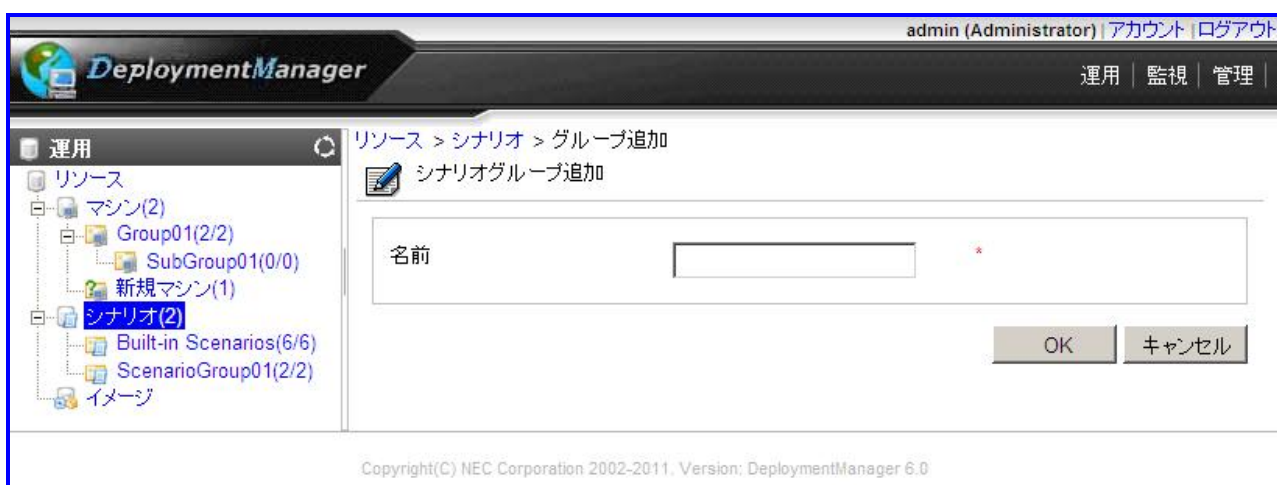 admin (Administrator) | アカウント | ログアウト
DeploymentManager
運用 | 監視 | 管理 |
運用
リソース
マシン(2)
Group01(2/2)
SubGroup01(0/0)
新規マシン(1)
シナリオ(2)
Built-in Scenarios(6/6)
ScenarioGroup01(2/2)
イメージ
リソース > シナリオ > グループ追加
シナリオグループ追加
名前 *
OK キャンセル
Copyright(C) NEC Corporation 2002-2011. Version: DeploymentManager 6.0